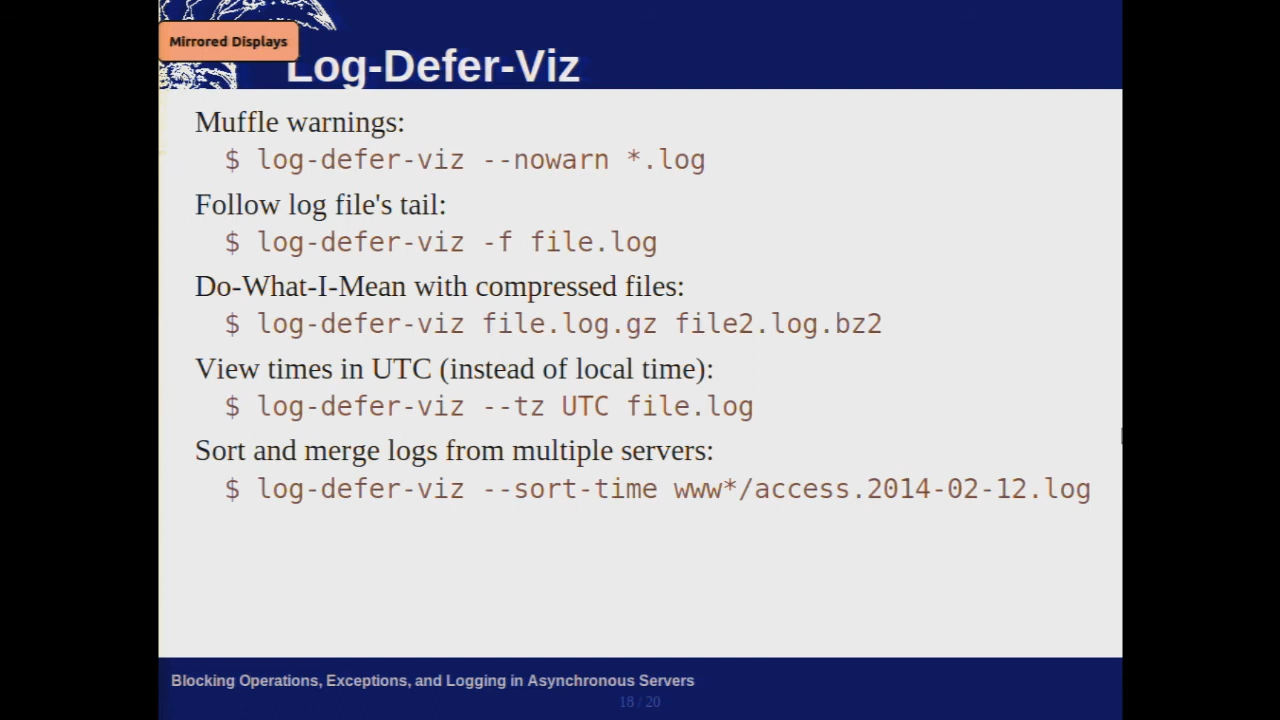 Mirrored Displays
Log-Defer-Viz
Muffle warnings:
$ log-defer-viz --nowarn *.log
Follow log file's tail:
$ log-defer-viz -f file.log
Do-What-I-Mean with compressed files:
$ log-defer-viz file.log.gz file2.log.bz2
View times in UTC (instead of local time):
$ log-defer-viz --tz UTC file.log
Sort and merge logs from multiple servers:
$ log-defer-viz --sort-time www*/access.2014-02-12.log
Blocking Operations, Exceptions, and Logging in Asynchronous Servers
18 / 20